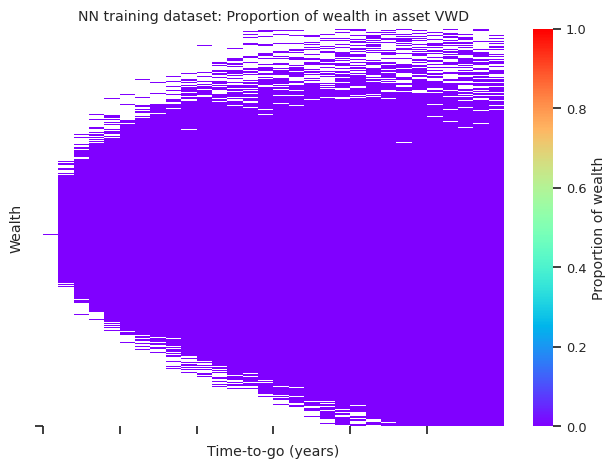 NN training dataset: Proportion of wealth in asset VWD
Wealth
Time-to-go (years)
1.0
0.8
0.6
0.4
0.2
0.0
Proportion of wealth